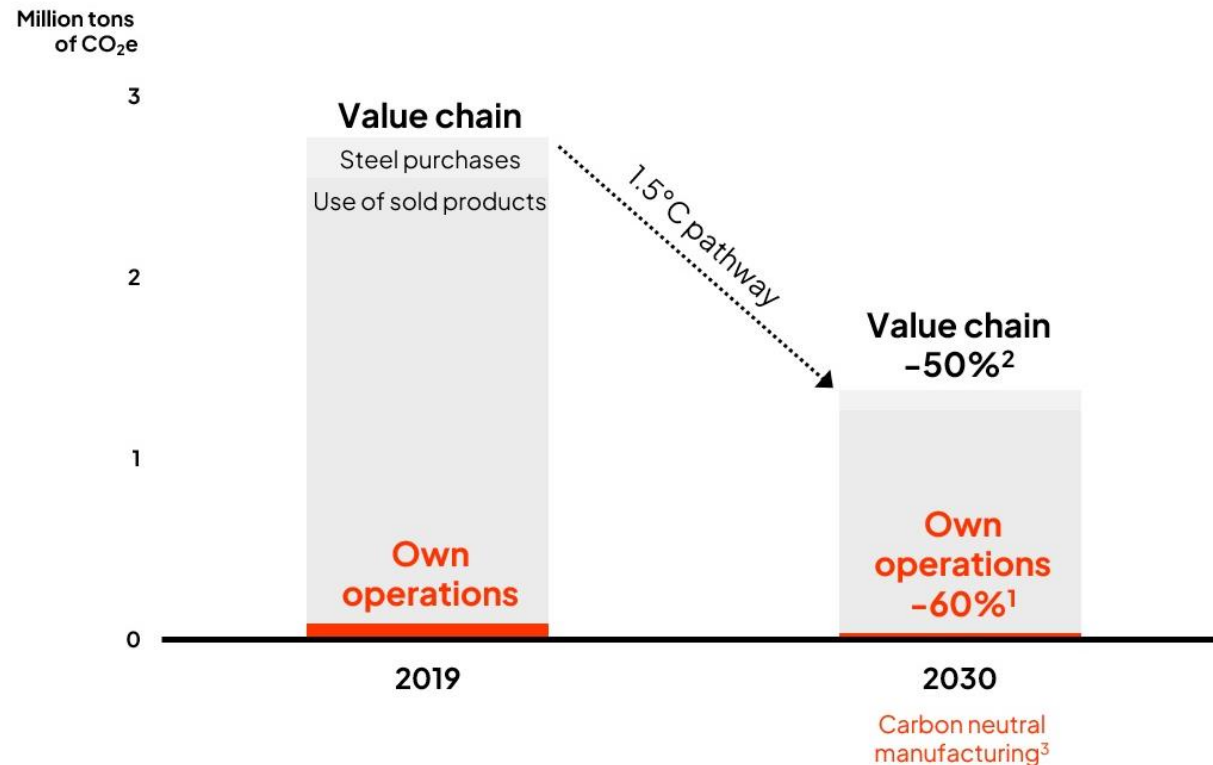 Million tons
of CO₂e
3
2
1
0
Value chain
Steel purchases
Use of sold products
Own
operations
1.5°C pathway
Value chain
-50%²
Own
operations
-60%¹
2019
2030
Carbon neutral
manufacturing³